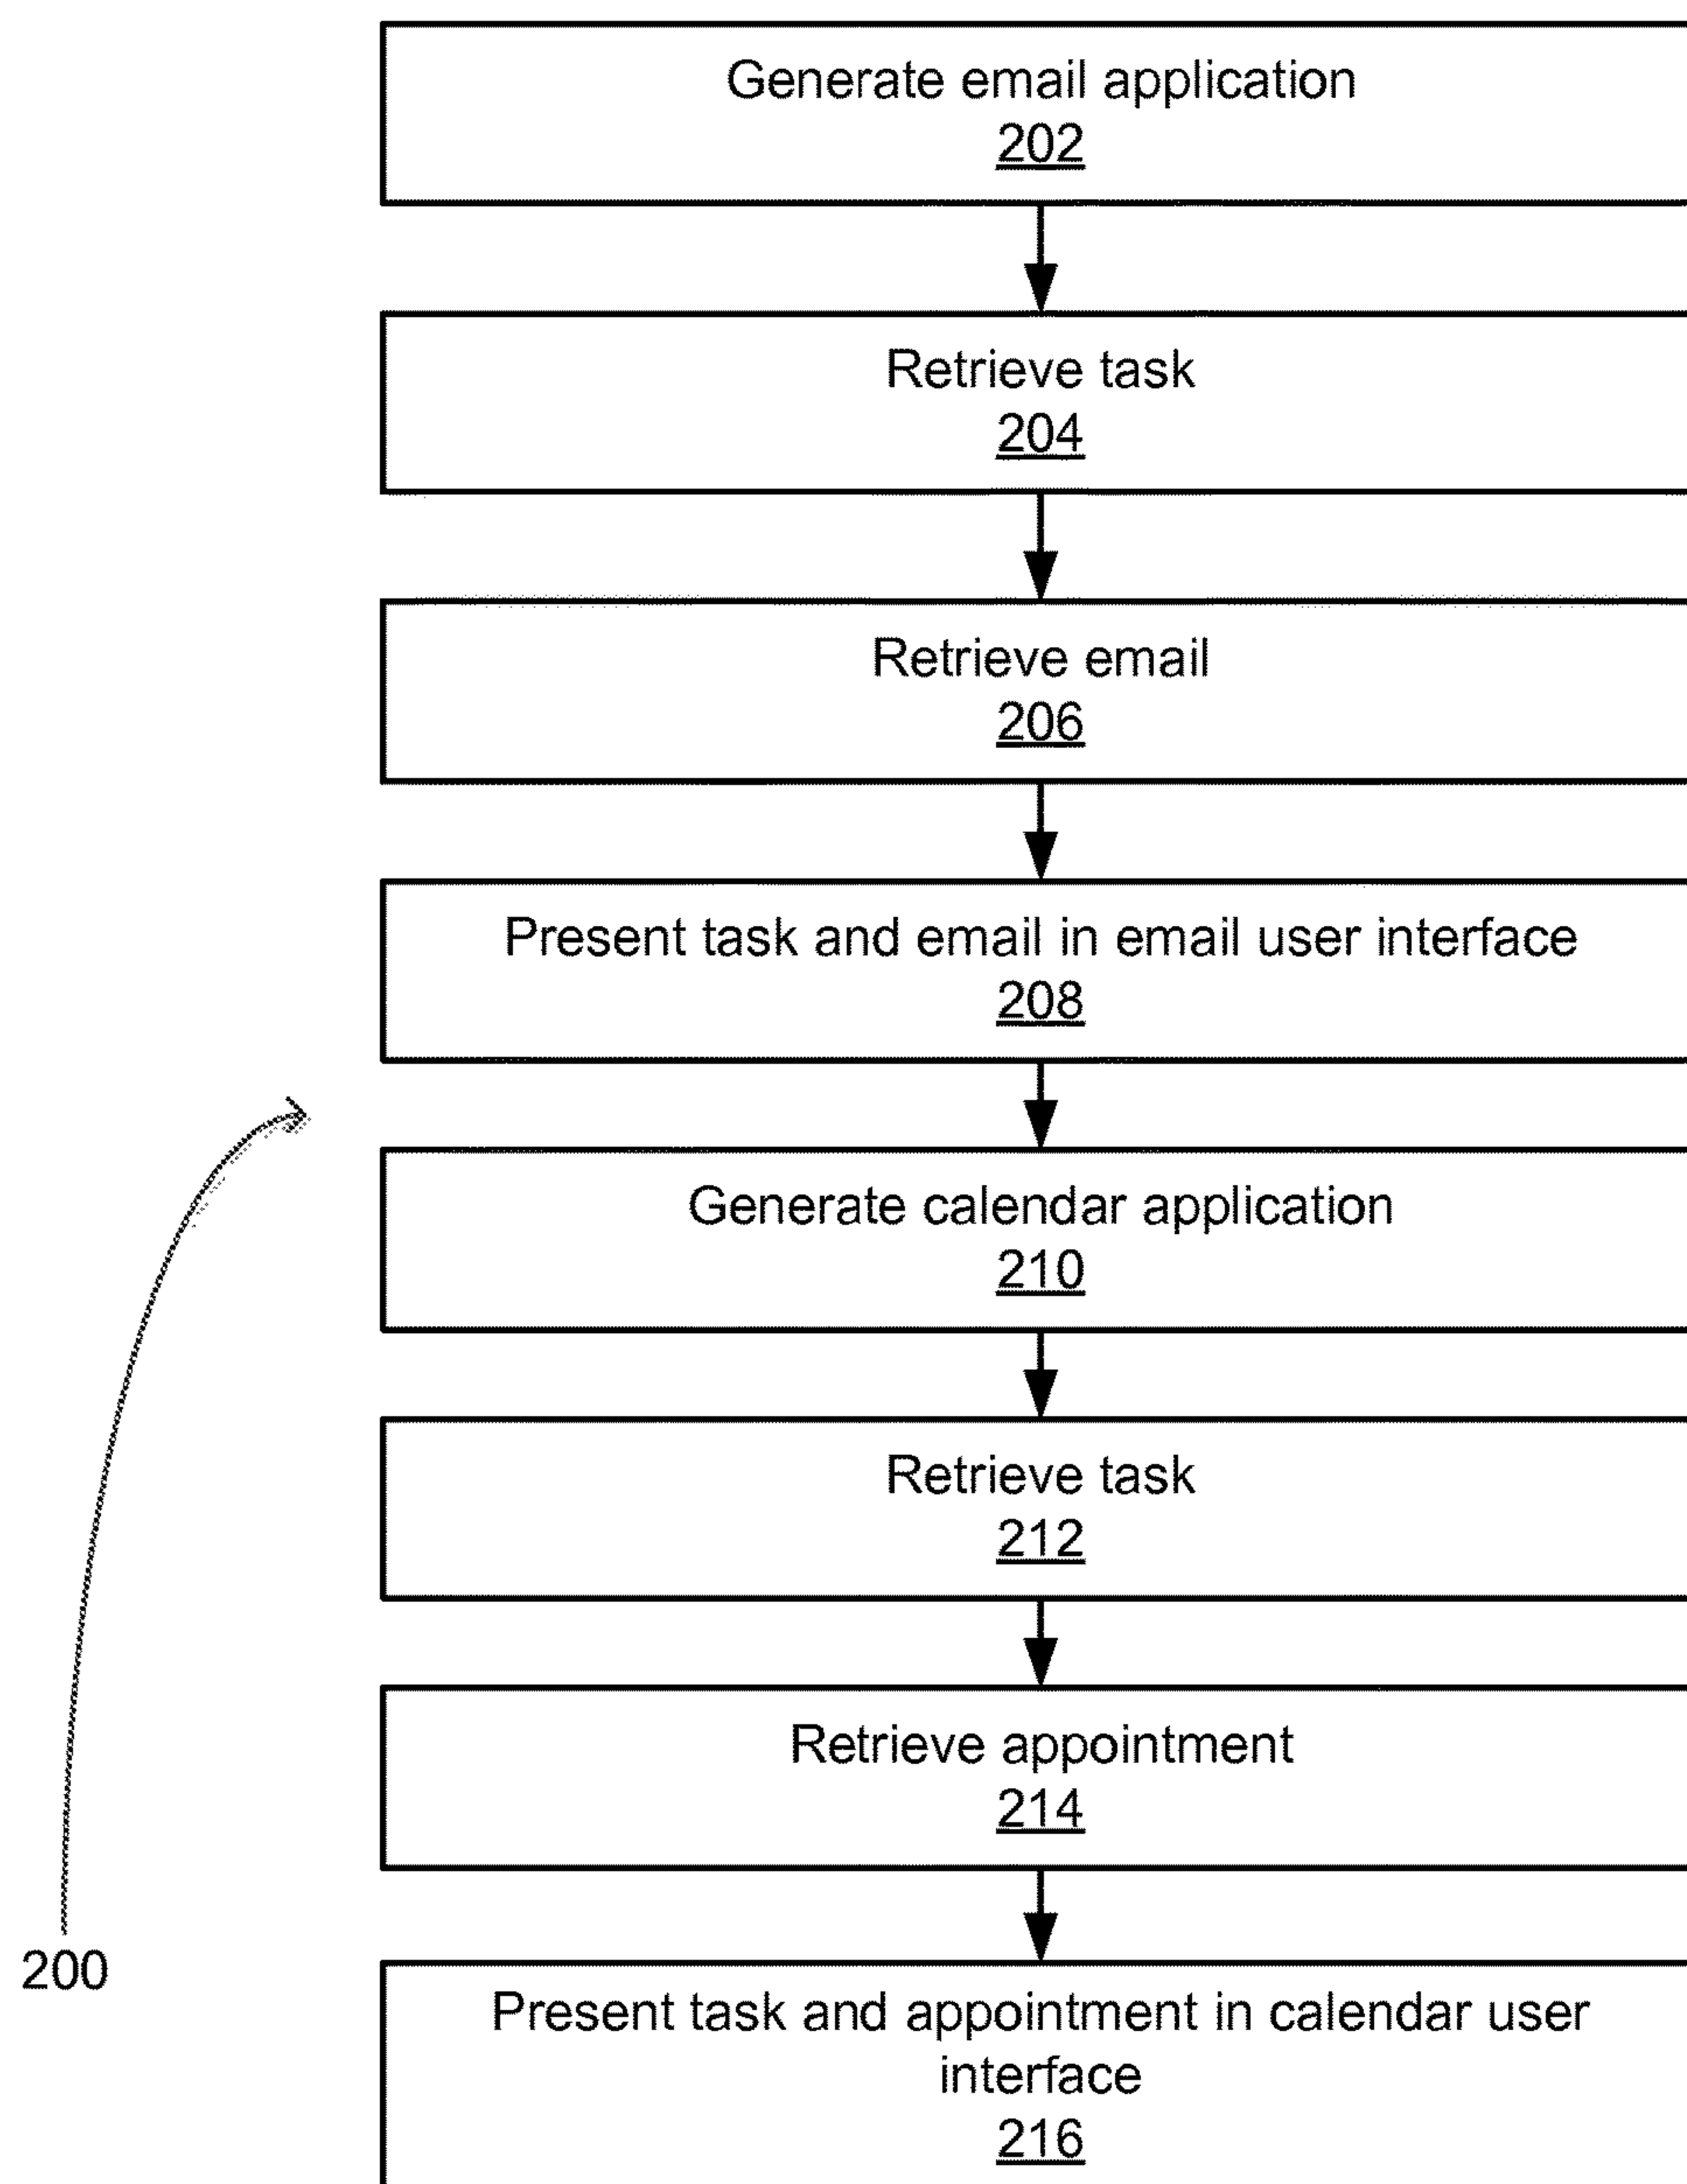 Generate email application
202
Retrieve task
204
Retrieve email
206
Present task and email in email user interface
208
Generate calendar application
210
Retrieve task
212
Retrieve appointment
214
200
Present task and appointment in calendar user
interface
216